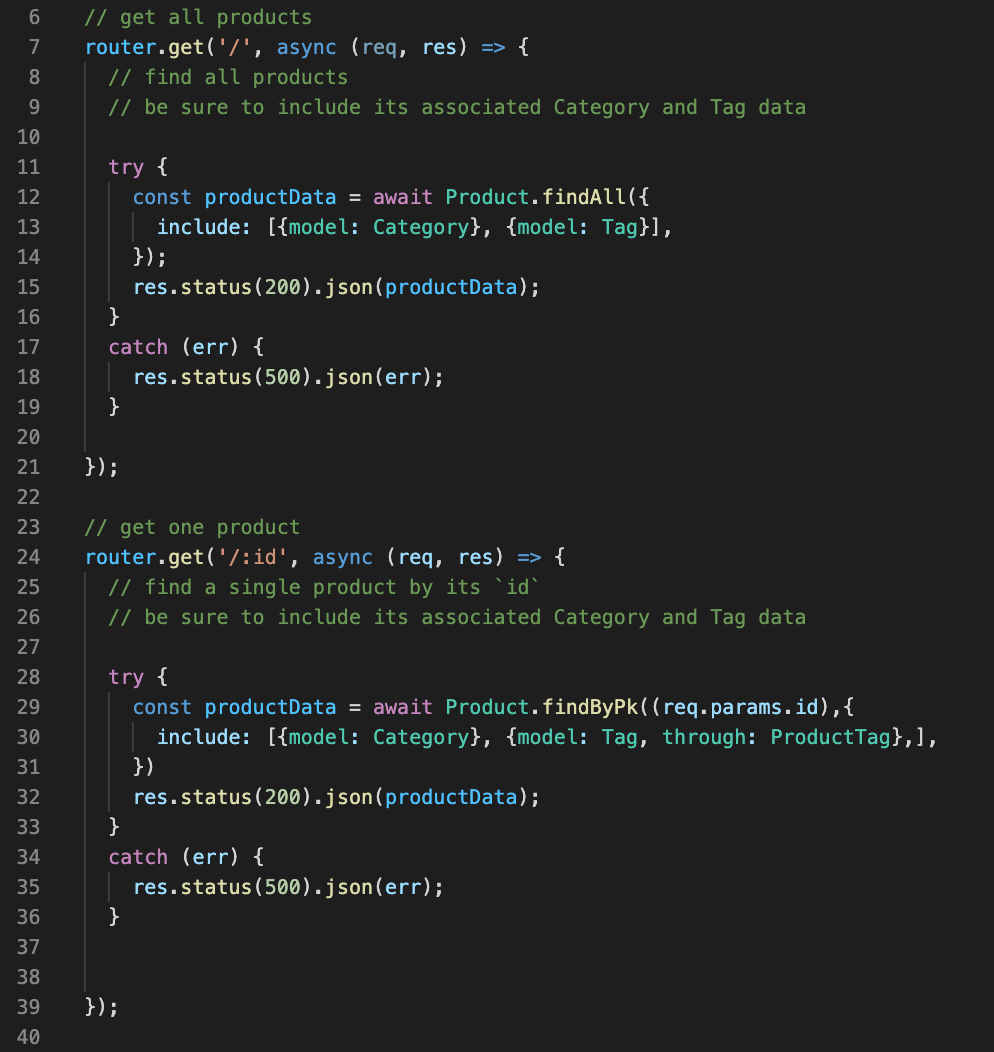 6 // get all products
7 router.get('/', async (req, res) => {
8 // find all products
9 // be sure to include its associated Category and Tag data
10
11 try {
12 const productData = await Product.findAll({
13 include: [{model: Category}, {model: Tag}],
14 });
15 res.status(200).json(productData);
16 }
17 catch (err) {
18 res.status(500).json(err);
19 }
20
21 });
22
23 // get one product
24 router.get('/:id', async (req, res) => {
25 // find a single product by its `id`
26 // be sure to include its associated Category and Tag data
27
28 try {
29 const productData = await Product.findByPk((req.params.id),{
30 include: [{model: Category}, {model: Tag, through: ProductTag},],
31 })
32 res.status(200).json(productData);
33 }
34 catch (err) {
35 res.status(500).json(err);
36 }
37
38
39 });
40